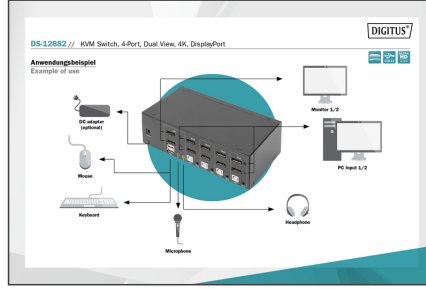 DIGITUS®
DS-12882 // KVM Switch, 4-Port, Dual View, 4K, DisplayPort
Anwendungsbeispiel
Example of use
Monitor 1/2
DC adapter
(optional)
PC Input 1/2
Mouse
Keyboard
Headphone
Microphone